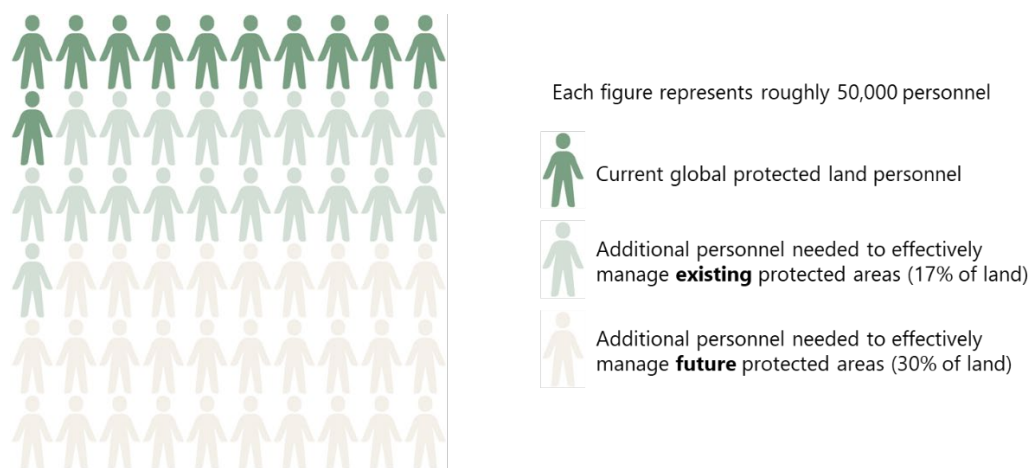 Each figure represents roughly 50,000 personnel
Current global protected land personnel
Additional personnel needed to effectively
manage existing protected areas (17% of land)
Additional personnel needed to effectively
manage future protected areas (30% of land)